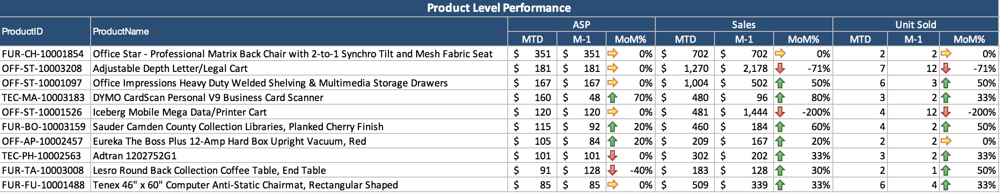 Product Level Performance
ProductID ProductName ASP Sales Unit Sold
MTD M-1 MoM% MTD M-1 MoM% MTD M-1 MoM%
FUR-CH-10001854 Office Star - Professional Matrix Back Chair with 2-to-1 Synchro Tilt and Mesh Fabric Seat $ 351 $ 351 0% $ 702 $ 702 0% 2 2 0%
OFF-ST-10003208 Adjustable Depth Letter/Legal Cart $ 181 $ 181 0% $ 1,270 $ 2,178 -71% 7 12 -71%
OFF-ST-10001097 Office Impressions Heavy Duty Welded Shelving & Multimedia Storage Drawers $ 167 $ 167 0% $ 1,004 $ 502 50% 6 3 50%
TEC-MA-10003183 DYMO CardScan Personal V9 Business Card Scanner $ 160 $ 48 70% $ 480 $ 96 80% 3 2 33%
OFF-ST-10001526 Iceberg Mobile Mega Data/Printer Cart $ 120 $ 120 0% $ 481 $ 1,444 -200% 4 12 -200%
FUR-BO-10003159 Sauder Camden County Collection Libraries, Planked Cherry Finish $ 115 $ 92 20% $ 460 $ 184 60% 4 2 50%
OFF-AP-10002457 Eureka The Boss Plus 12-Amp Hard Box Upright Vacuum, Red $ 105 $ 84 20% $ 209 $ 167 20% 2 2 0%
TEC-PH-10002563 Adtran 1202752G1 $ 101 $ 101 0% $ 302 $ 202 33% 3 2 33%
FUR-TA-10003008 Lesro Round Back Collection Coffee Table, End Table $ 91 $ 128 -40% $ 183 $ 128 30% 2 1 50%
FUR-FU-10001488 Tenex 46" x 60" Computer Anti-Static Chairmat, Rectangular Shaped $ 85 $ 85 0% $ 509 $ 339 33% 6 4 33%